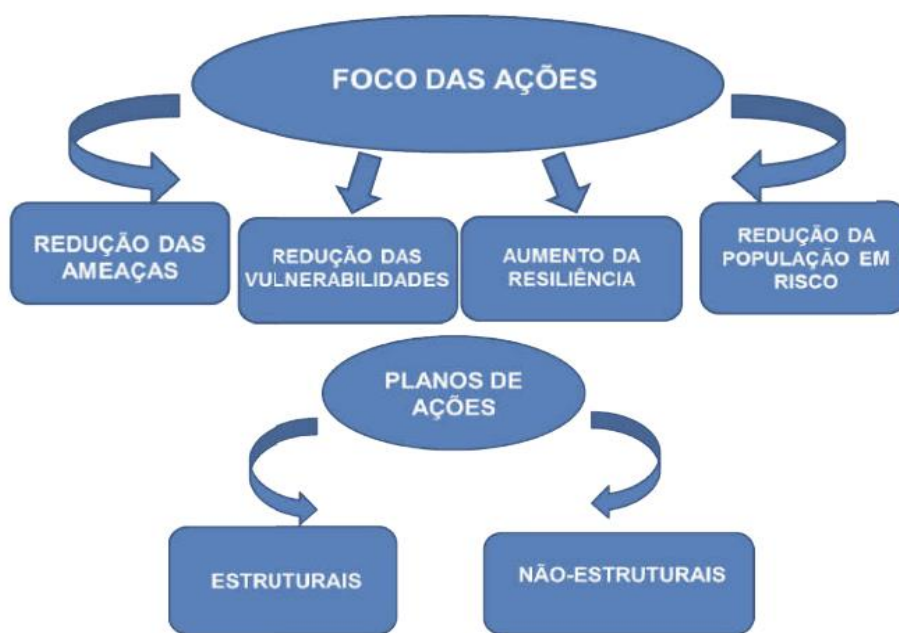 FOCO DAS AÇÕES
REDUÇÃO DAS
AMEAÇAS
REDUÇÃO DAS
VULNERABILIDADES
AUMENTO DA
RESILIÊNCIA
REDUÇÃO DA
POPULAÇÃO EM
RISCO
PLANOS DE
AÇÕES
ESTRUTURAIS
NÃO-ESTRUTURAIS